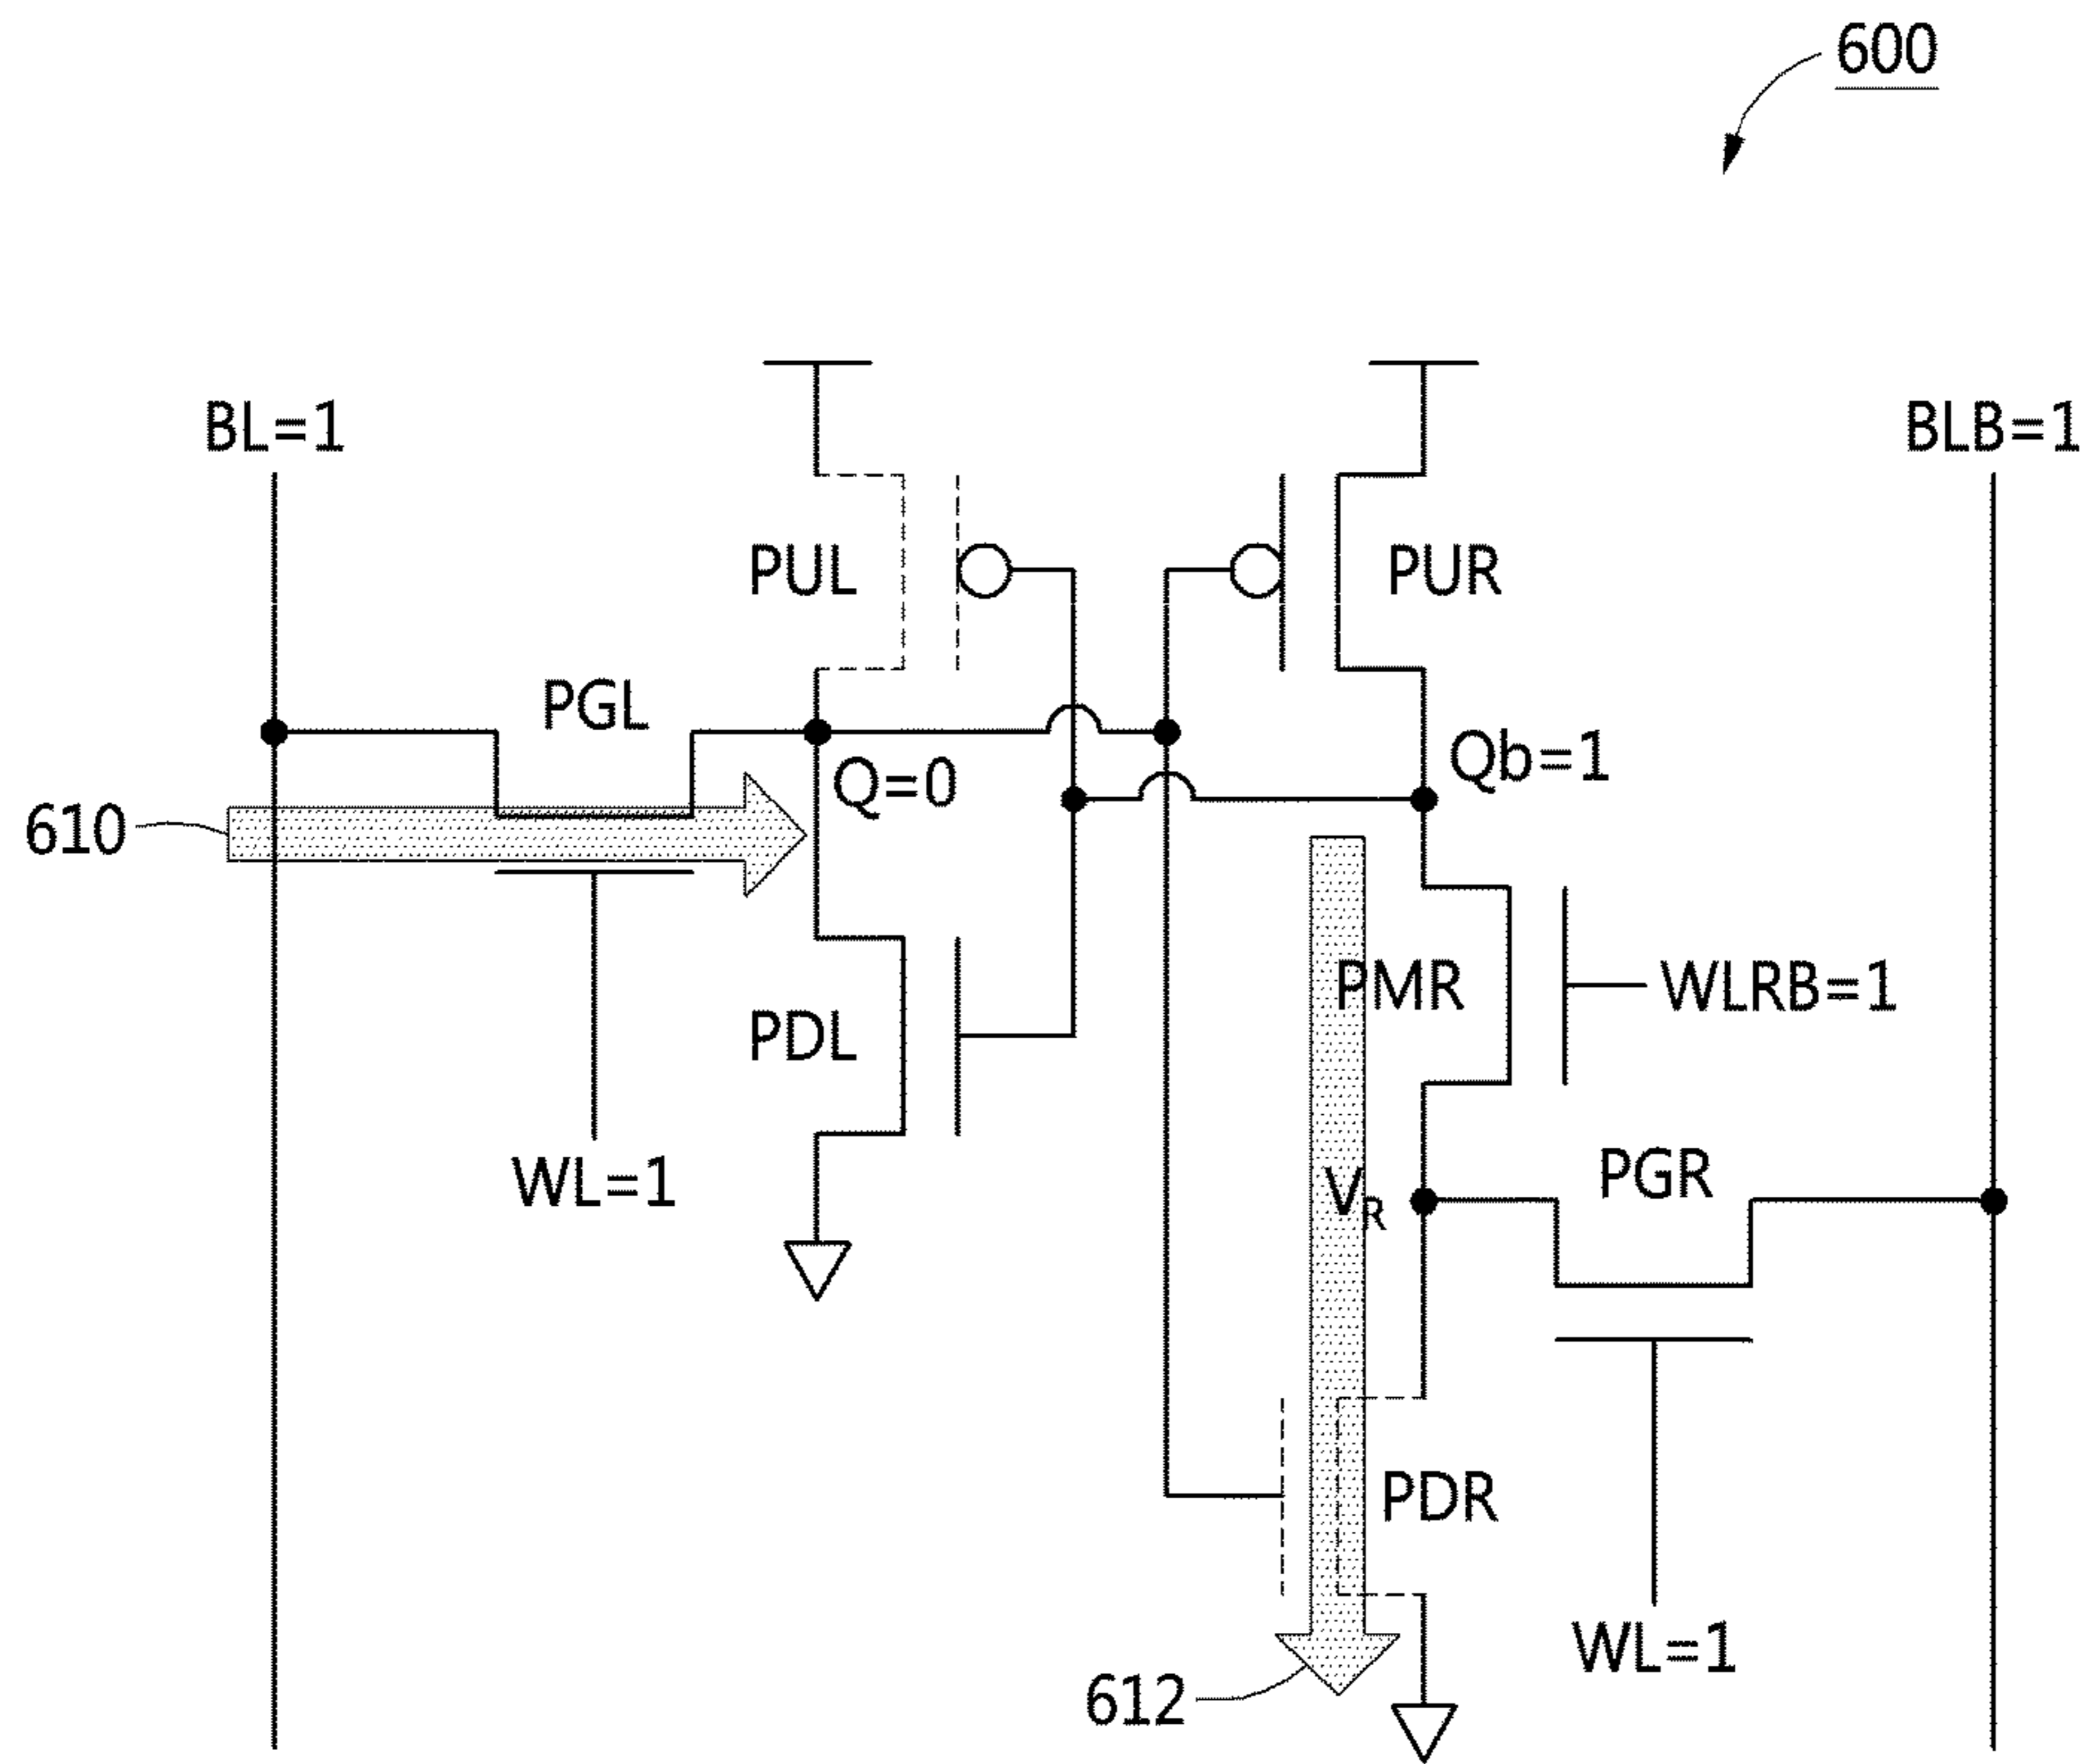 600
BL=1
BLB=1
PUL
PUR
PGL
Q=0
Qb=1
610
PMR
WLRB=1
PDL
WL=1
PGR
VR
PDR
WL=1
612